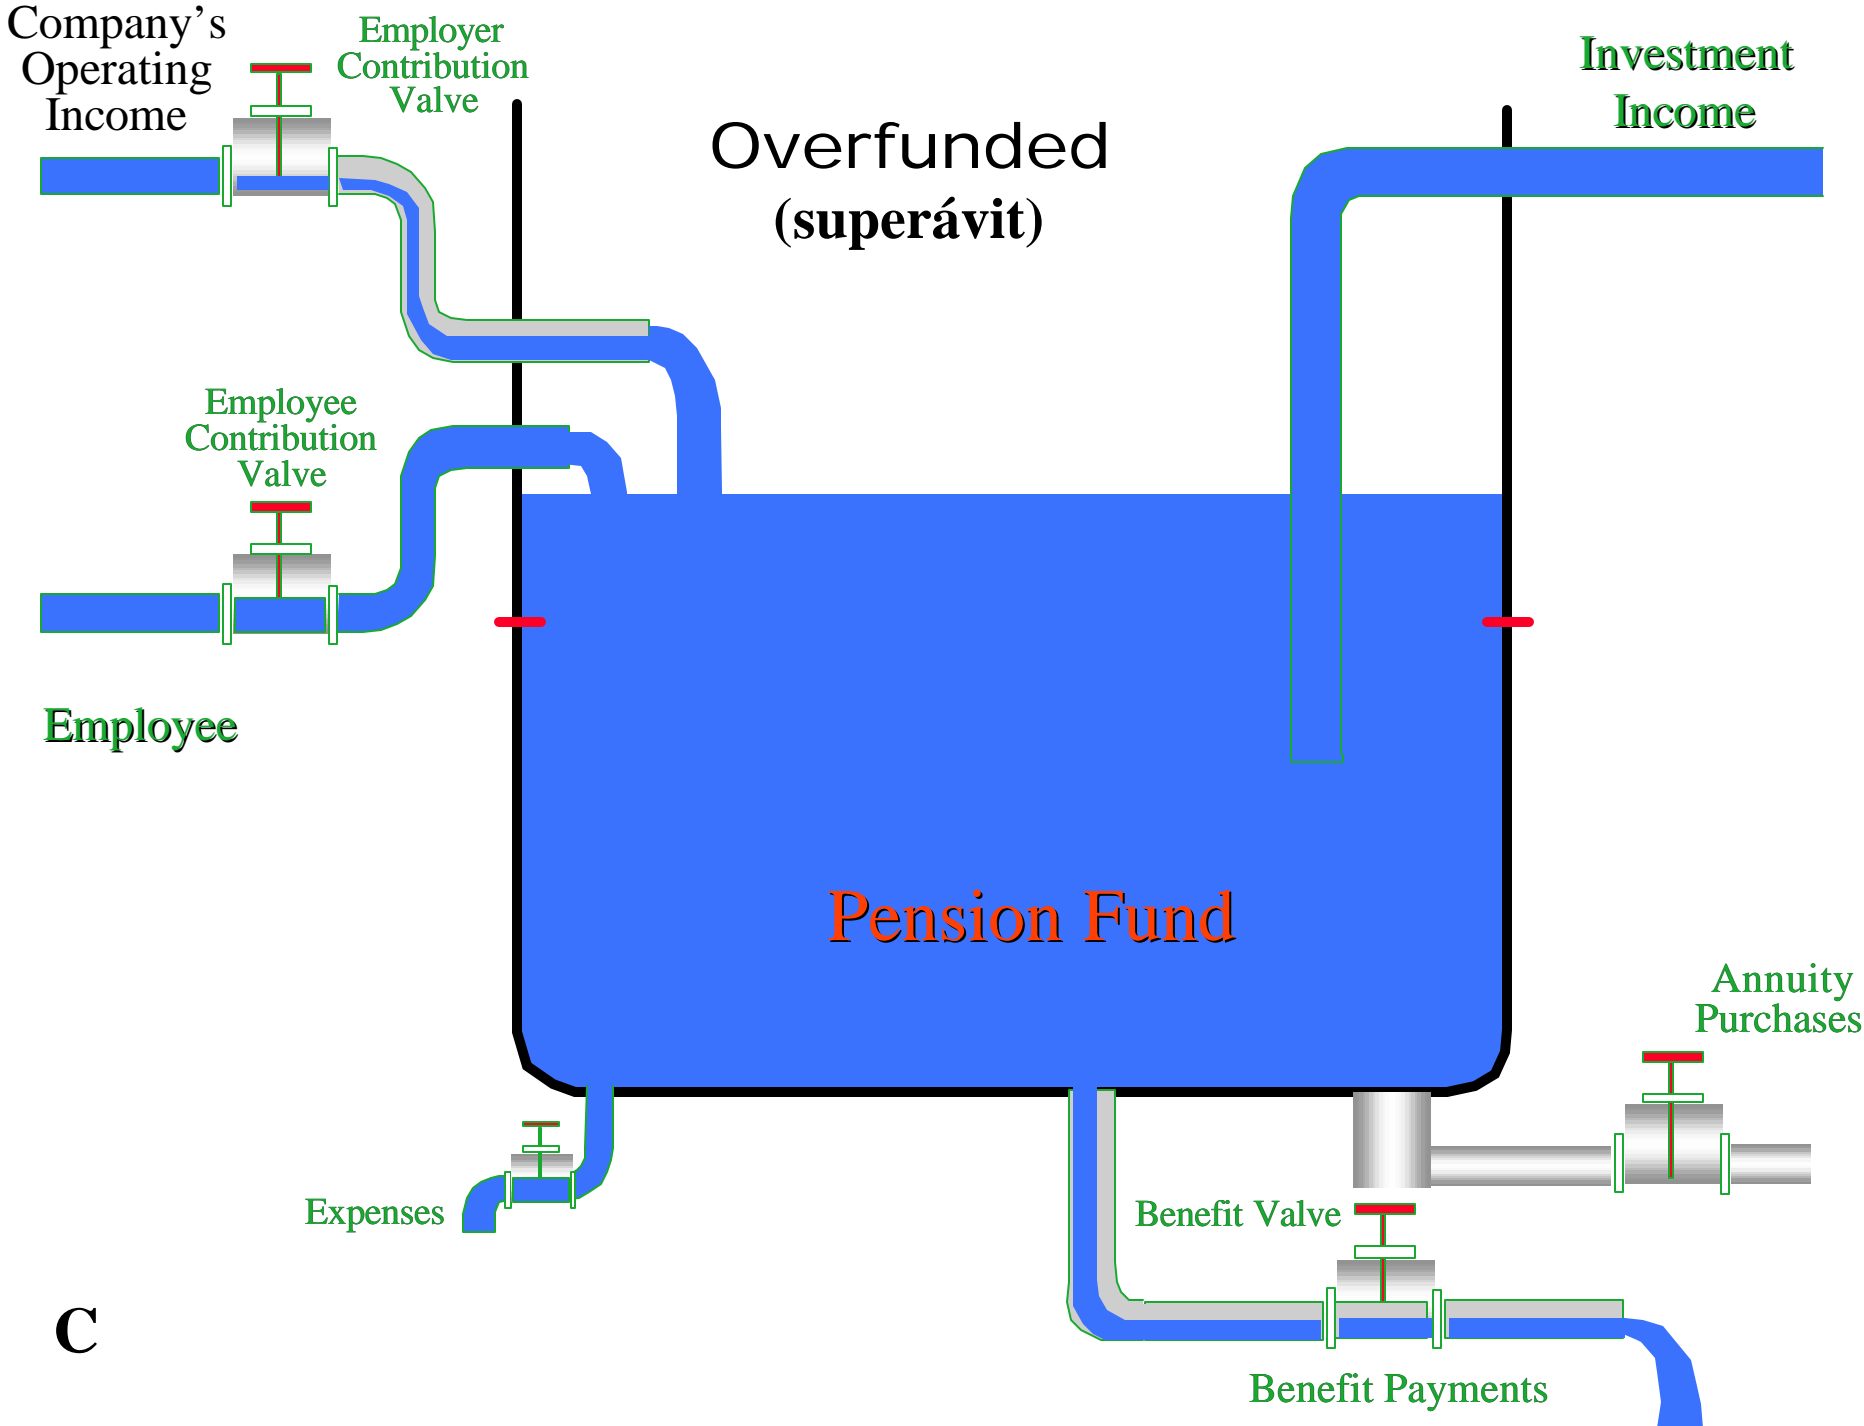 Company’s
Operating
Income
Employer
Contribution
Valve
Overfunded
(superávit)
Investment
Income
Employee
Contribution
Valve
Employee
Pension Fund
Annuity
Purchases
Expenses
Benefit Valve
Benefit Payments
C